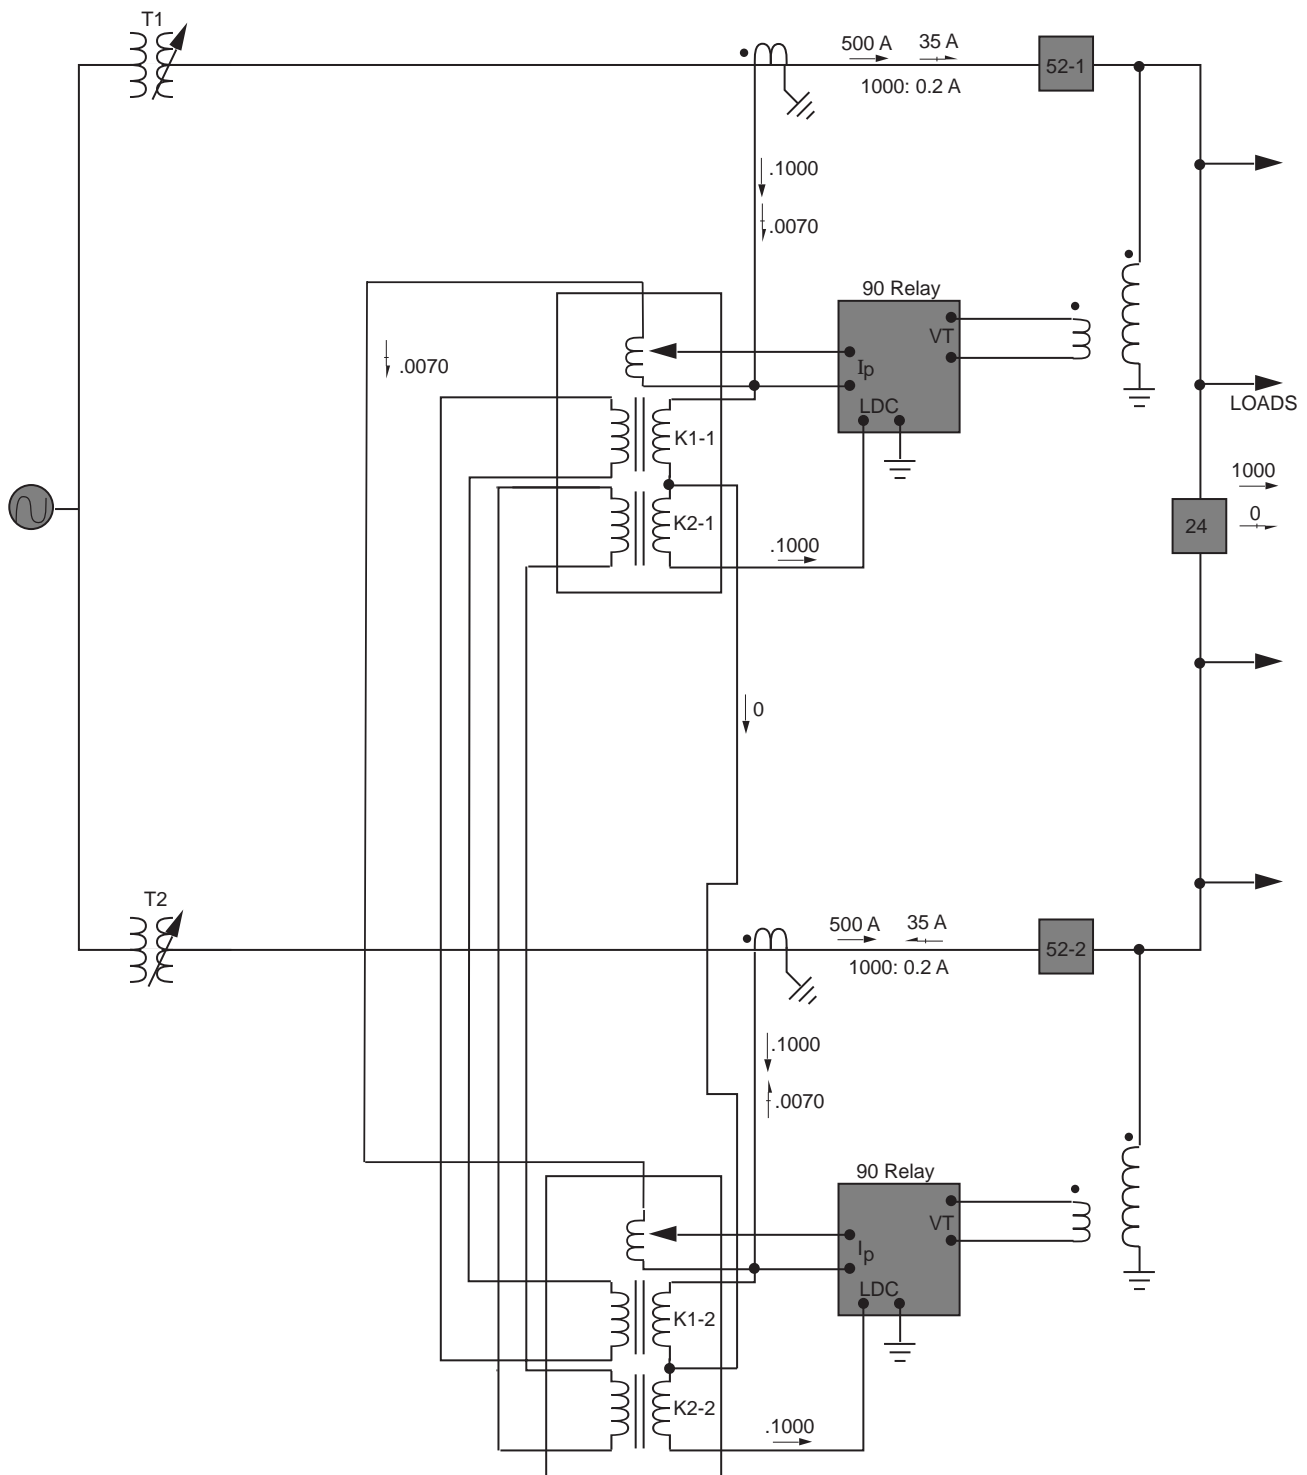 T1
500 A 35 A
52-1
1000: 0.2 A
.1000
.0070
90 Relay
VT
.0070
Ip
LDC
LOADS
K1-1
1000
K2-1
0
24
.1000
0
T2
500 A 35 A
52-2
1000: 0.2 A
.1000
.0070
90 Relay
VT
Ip
LDC
K1-2
K2-2
.1000